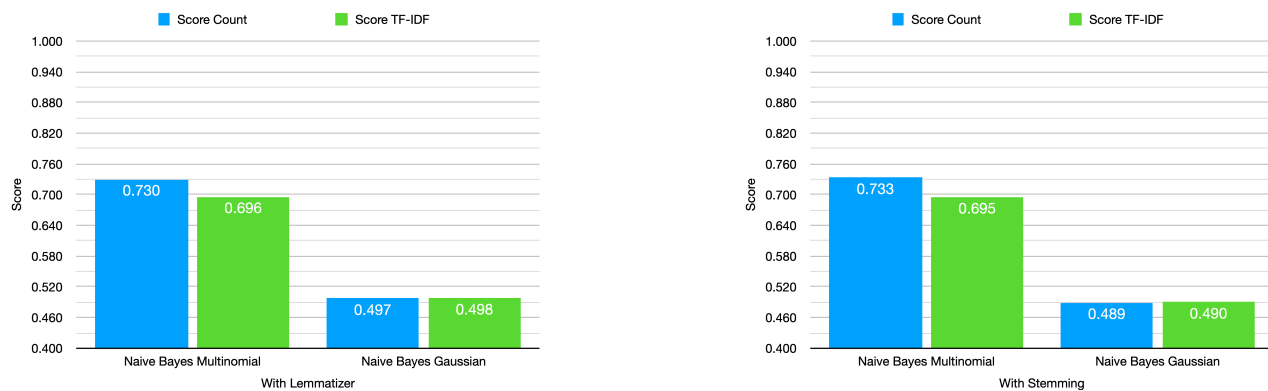 Score Count
Score TF-IDF
1.000
0.940
0.880
0.820
0.760
0.700
0.640
0.580
0.520
0.460
0.400
Score
0.730
0.696
0.497
0.498
Naive Bayes Multinomial
Naive Bayes Gaussian
With Lemmatizer
Score Count
Score TF-IDF
1.000
0.940
0.880
0.820
0.760
0.700
0.640
0.580
0.520
0.460
0.400
Score
0.733
0.695
0.489
0.490
Naive Bayes Multinomial
Naive Bayes Gaussian
With Stemming